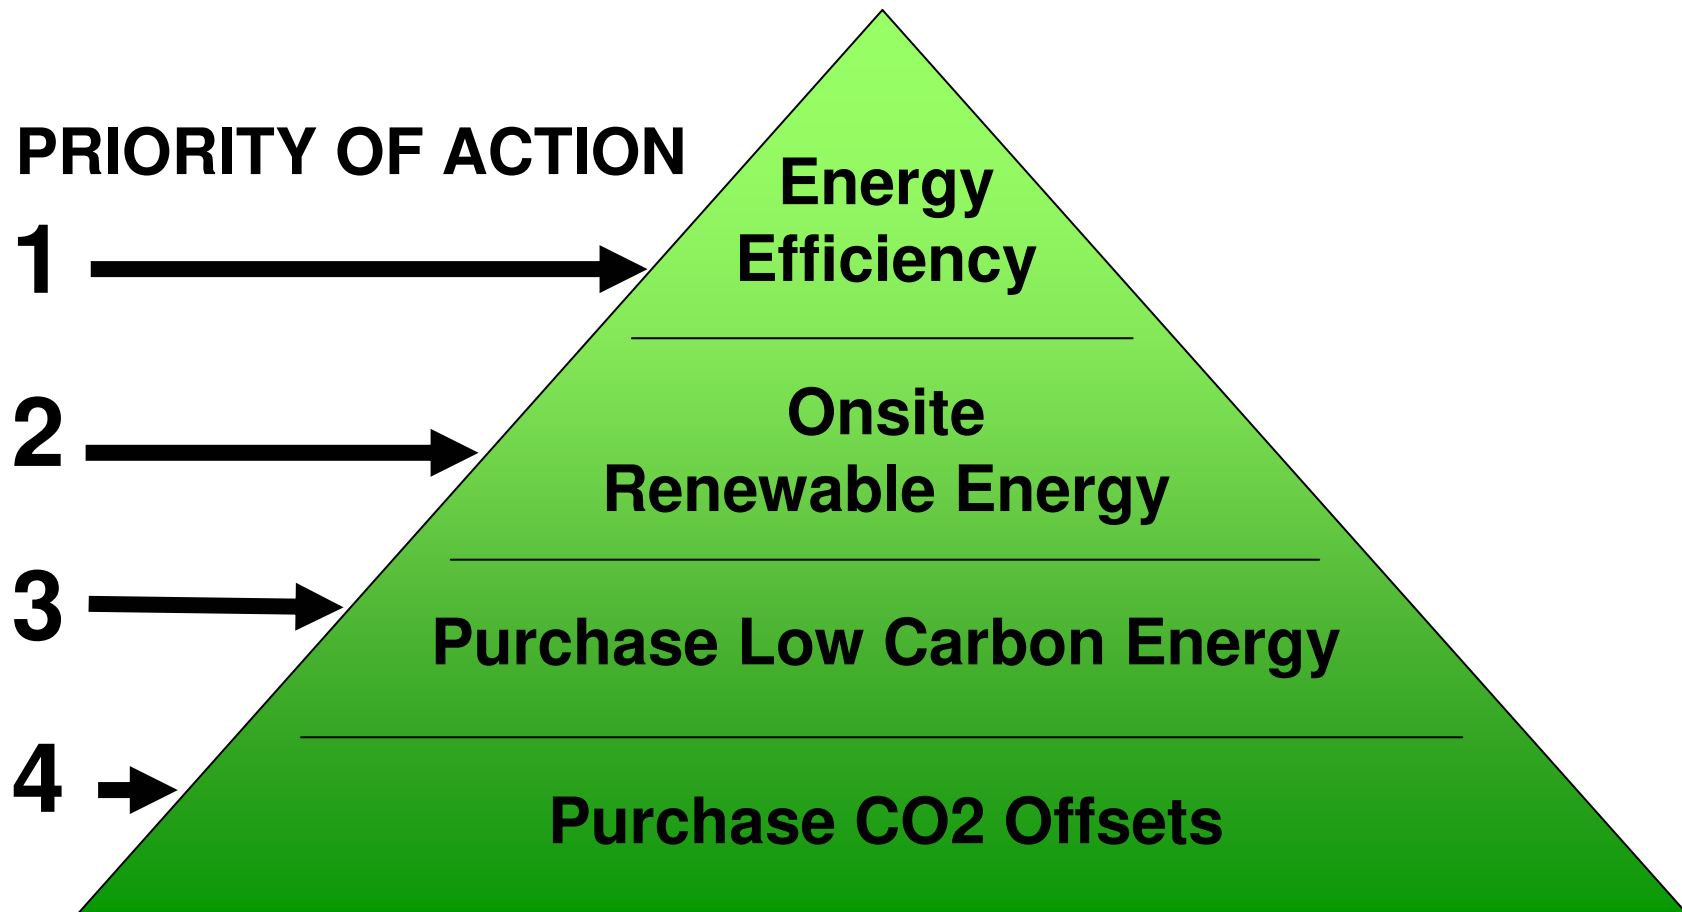 PRIORITY OF ACTION
1
Energy
Efficiency
2
Onsite
Renewable Energy
3
Purchase Low Carbon Energy
4
Purchase CO2 Offsets